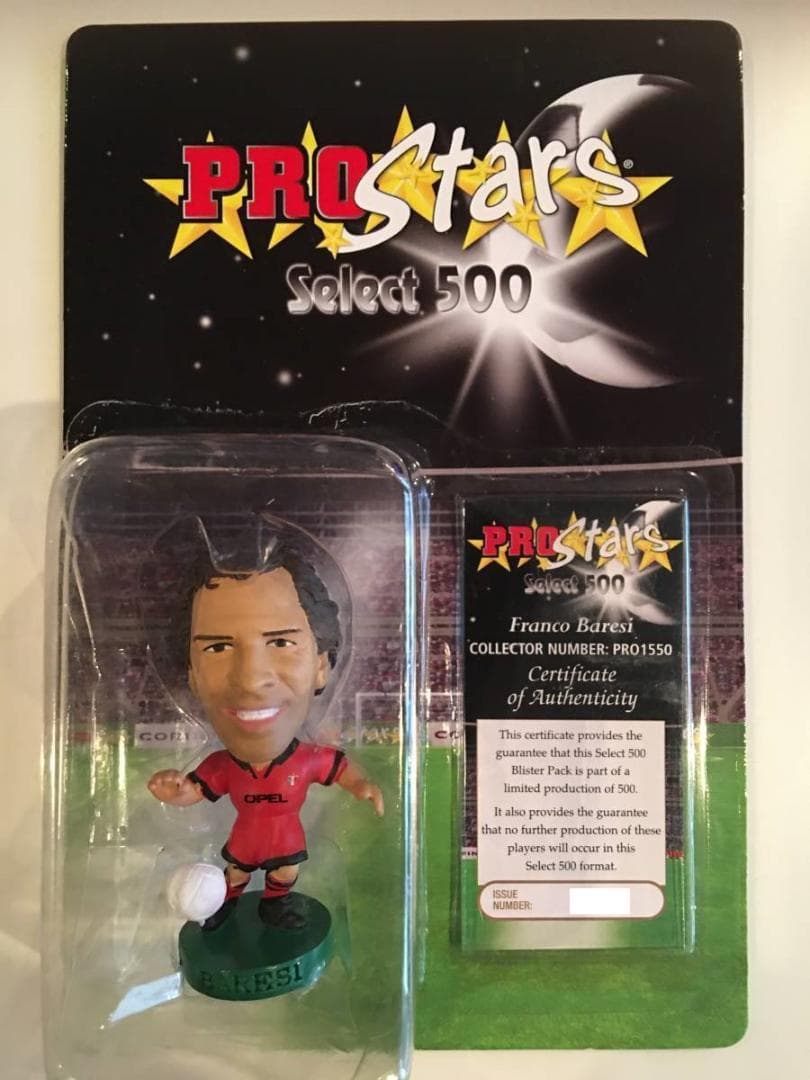 PROStars®
Select 500
PROStars
Select 500
Franco Baresi
COLLECTOR NUMBER: PRO1550
Certificate
of Authenticity
This certificate provides the
guarantee that this Select 500
Blister Pack is part of a
limited production of 500.
It also provides the guarantee
that no further production of these
players will occur in this
Select 500 format.
ISSUE
NUMBER:
OPEL
BARESI